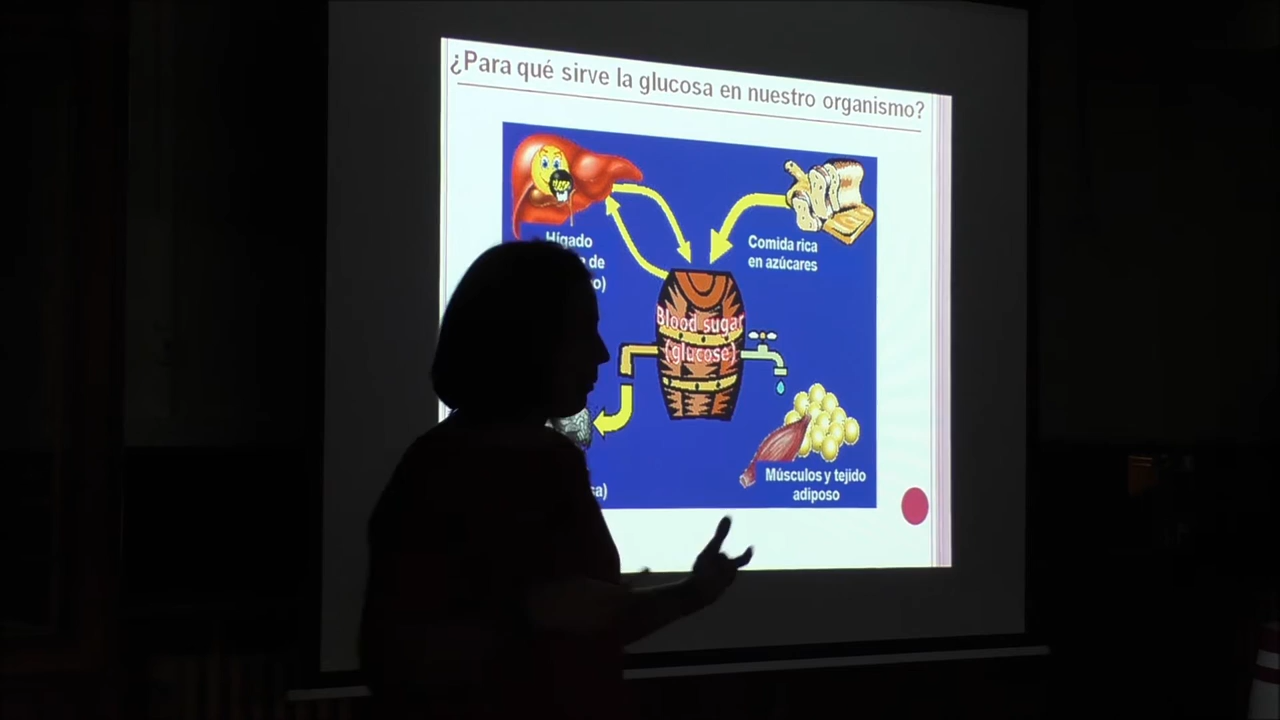 ¿Para qué sirve la glucosa en nuestro organismo?
Hígado
de
Comida rica
en azúcares
Blood sugar
(glucose)
Músculos y tejido
adiposo